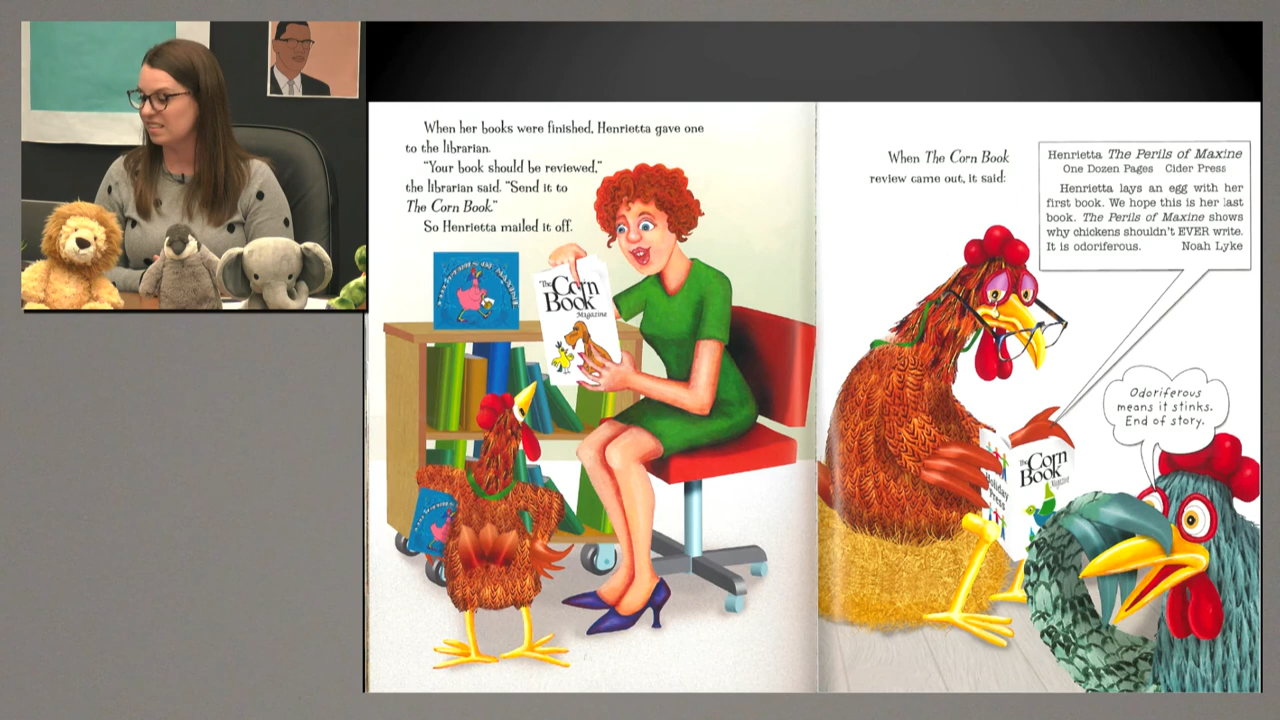 When her books were finished, Henrietta gave one
to the librarian.
"Your book should be reviewed,"
the librarian said. "Send it to
The Corn Book."
So Henrietta mailed it off.
The
Corn
Book
Magazine
When The Corn Book
review came out, it said:
Henrietta The Perils of Maxine
One Dozen Pages Cider Press
Henrietta lays an egg with her
first book. We hope this is her last
book. The Perils of Maxine shows
why chickens shouldn't EVER write.
It is odoriferous. Noah Lyke
Odoriferous
means it stinks.
End of story.
The
Corn
Book
Magazine
Holiday
Press